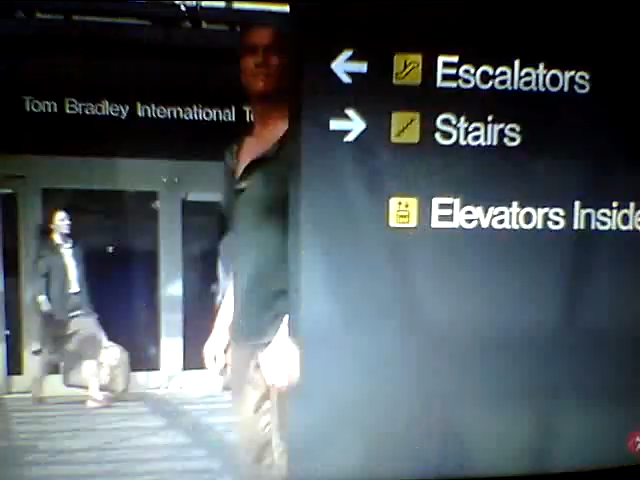 Tom Bradley International
Escalators
Stairs
Elevators Inside